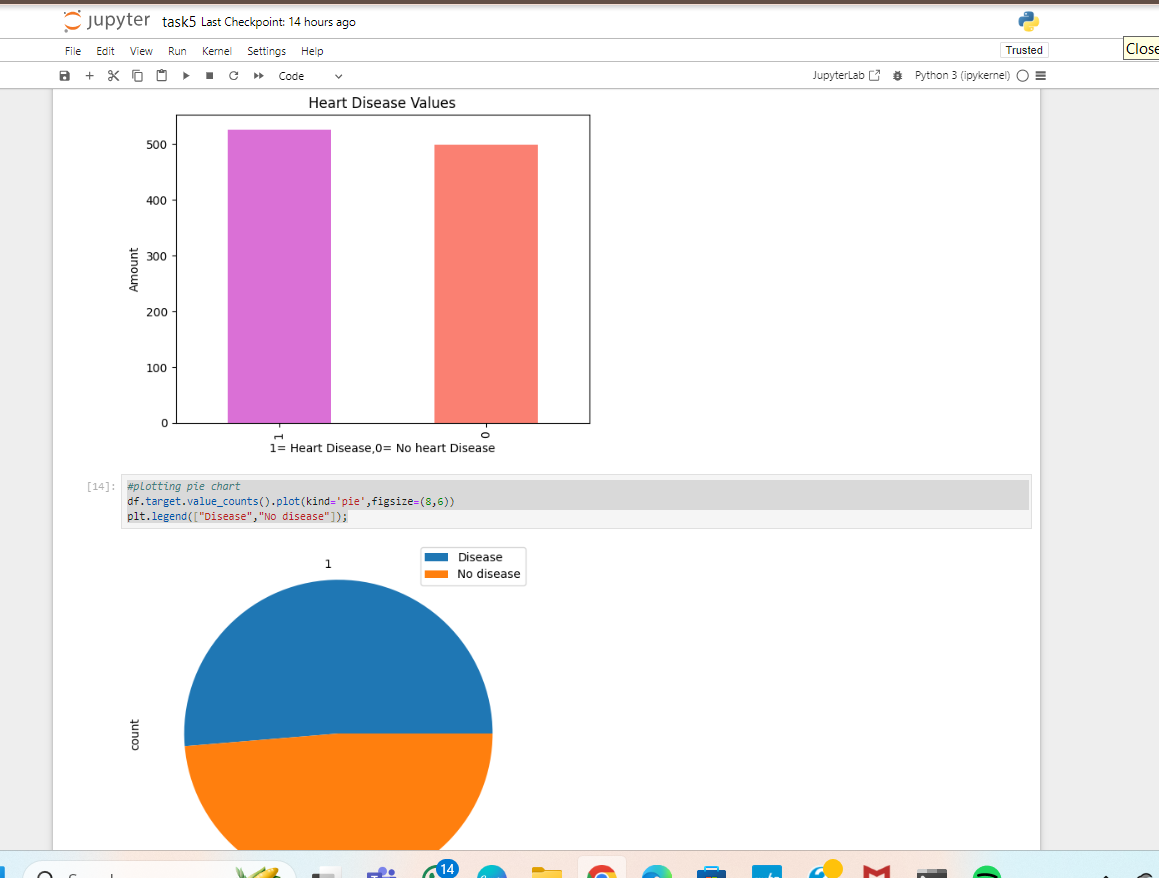 jupyter task5 Last Checkpoint: 14 hours ago
File Edit View Run Kernel Settings Help
Trusted
Close
Code
JupyterLab
Python 3 (ipykernel)
Heart Disease Values
500
400
300
200
100
0
Amount
1
0
1= Heart Disease,0= No heart Disease
[14]:
#plotting pie chart
df.target.value_counts().plot(kind='pie',figsize=(8,6))
plt.legend(["Disease","No disease"]);
1
Disease
No disease
count
14